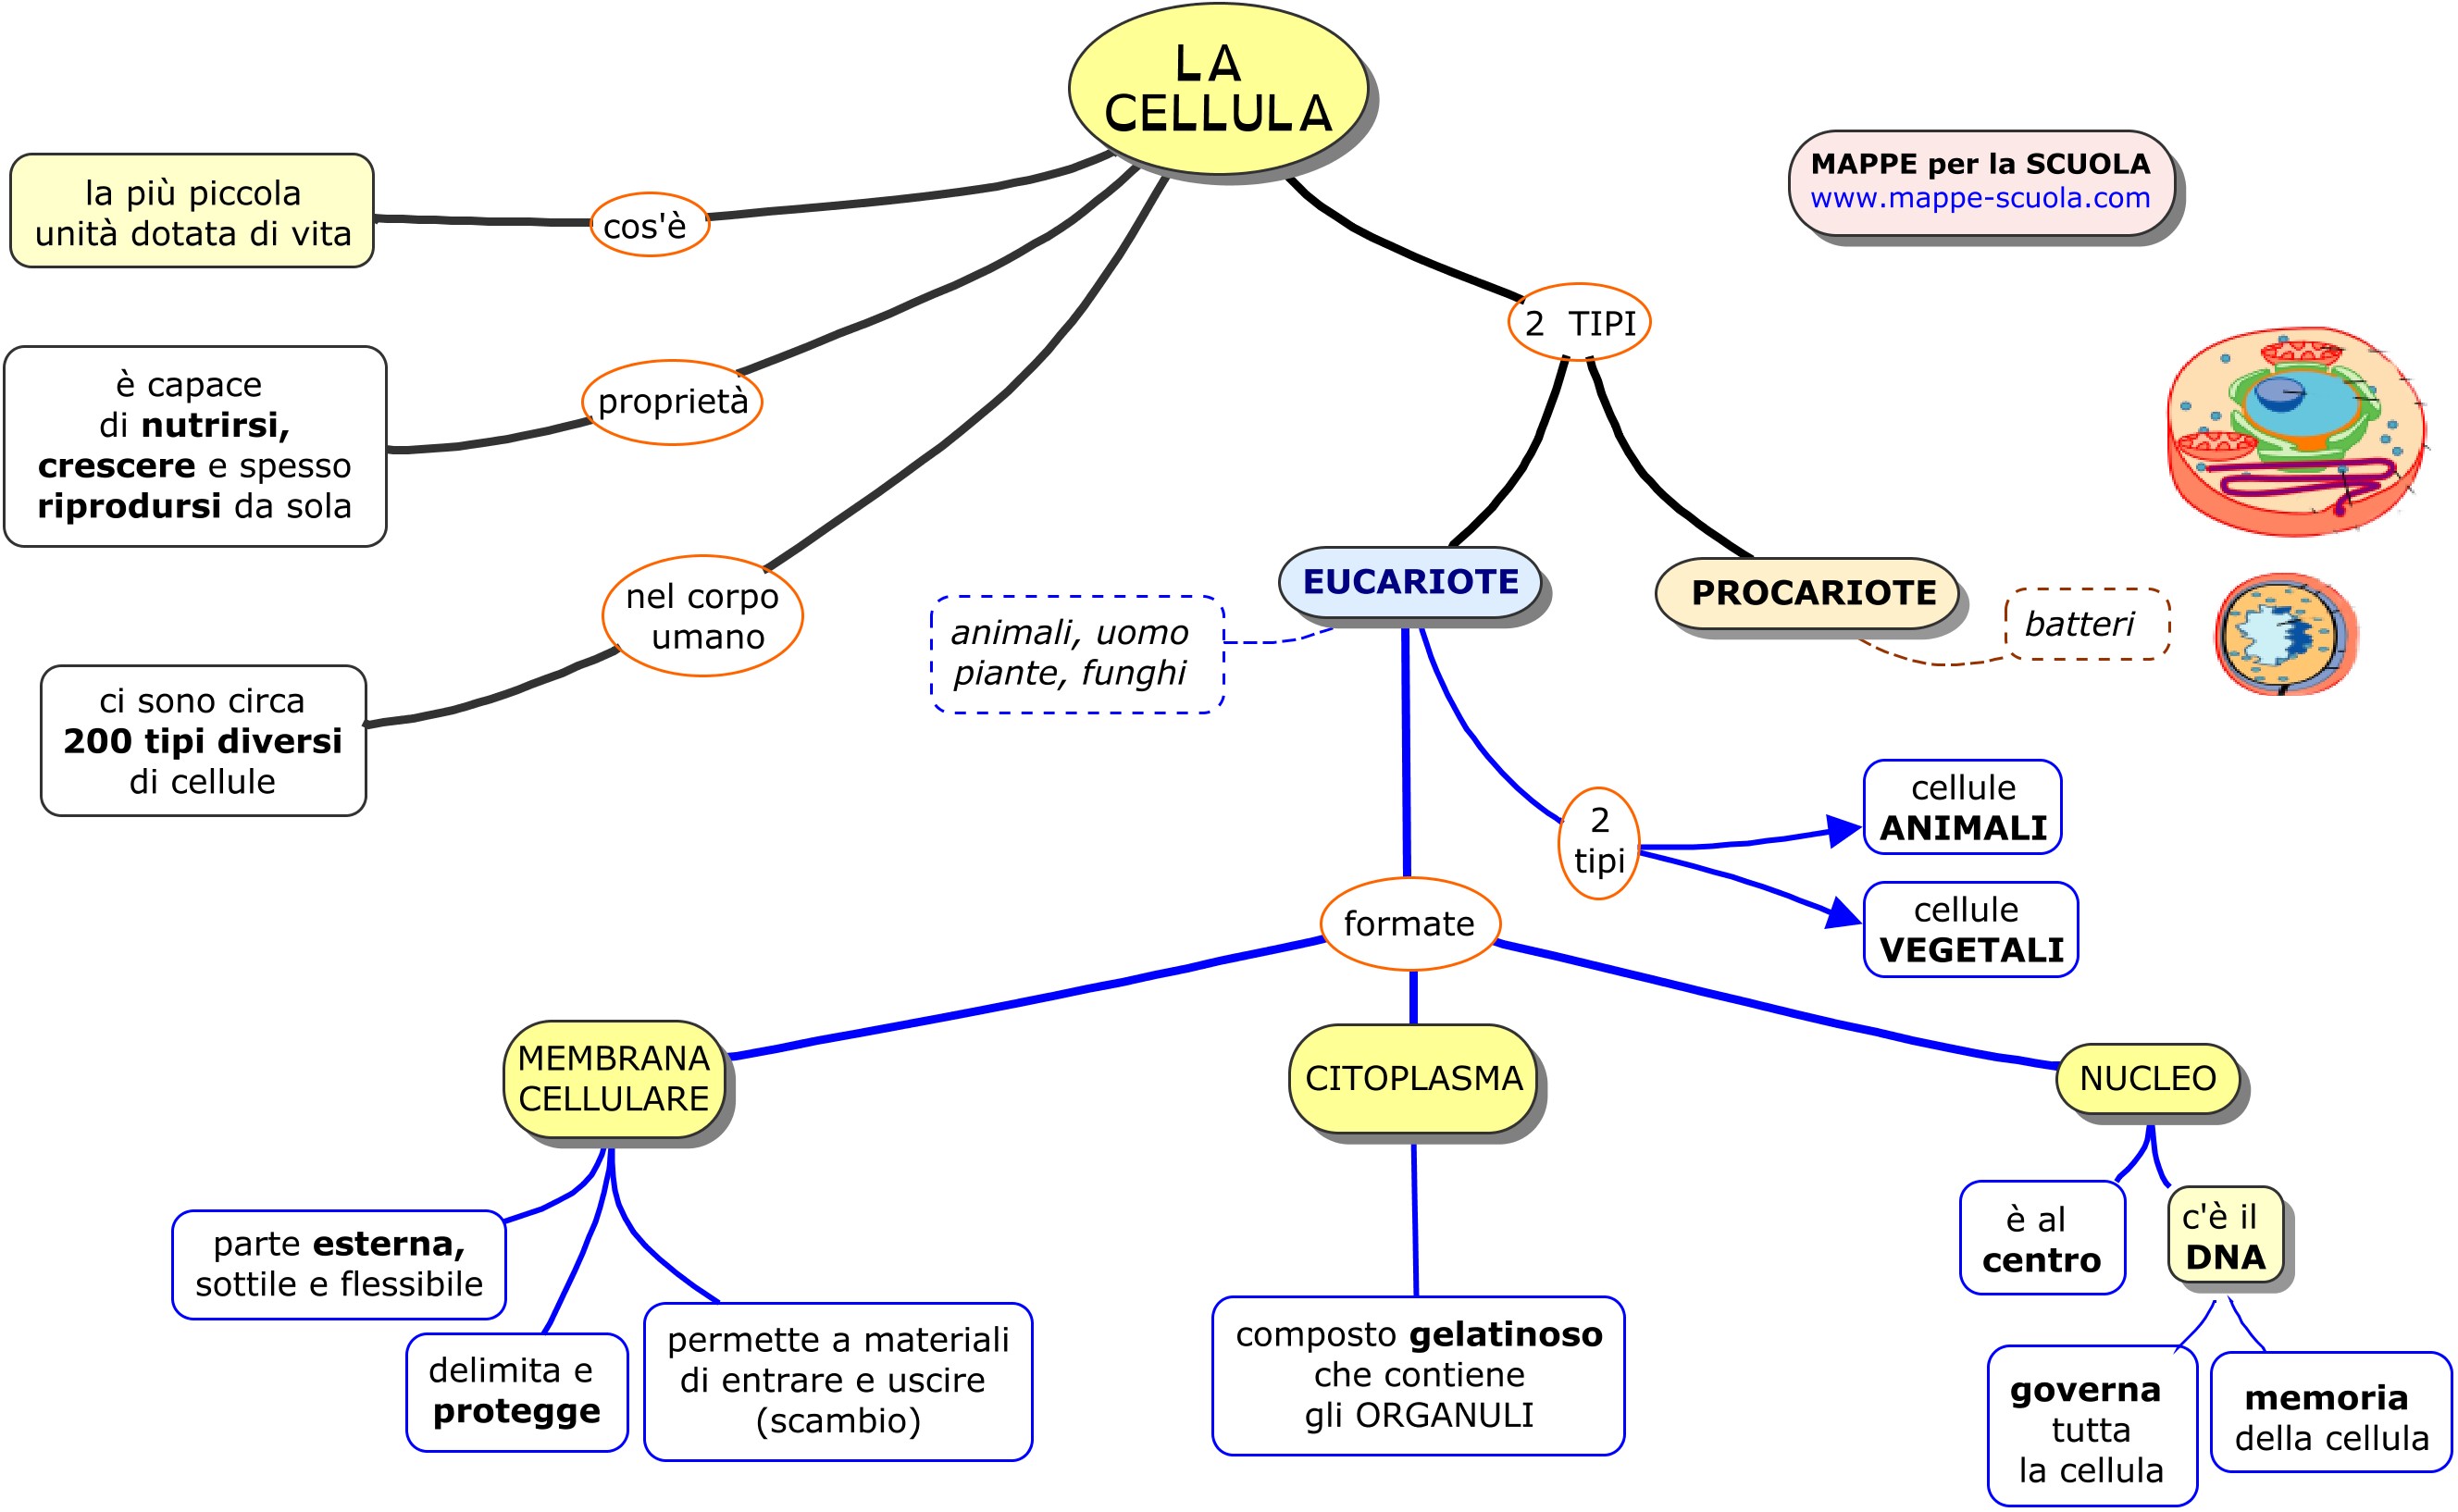 LA
CELLULA
MAPPE per la SCUOLA
www.mappe-scuola.com
la più piccola
unità dotata di vita
cos'è
2 TIPI
è capace
di nutrirsi,
crescere e spesso
riprodursi da sola
proprietà
nel corpo
umano
ci sono circa
200 tipi diversi
di cellule
EUCARIOTE
PROCARIOTE
animali, uomo
piante, funghi
batteri
2
tipi
cellule
ANIMALI
cellule
VEGETALI
formate
MEMBRANA
CELLULARE
CITOPLASMA
NUCLEO
parte esterna,
sottile e flessibile
delimita e
protegge
permette a materiali
di entrare e uscire
(scambio)
composto gelatinoso
che contiene
gli ORGANULI
è al
centro
c'è il
DNA
governa
tutta
la cellula
memoria
della cellula